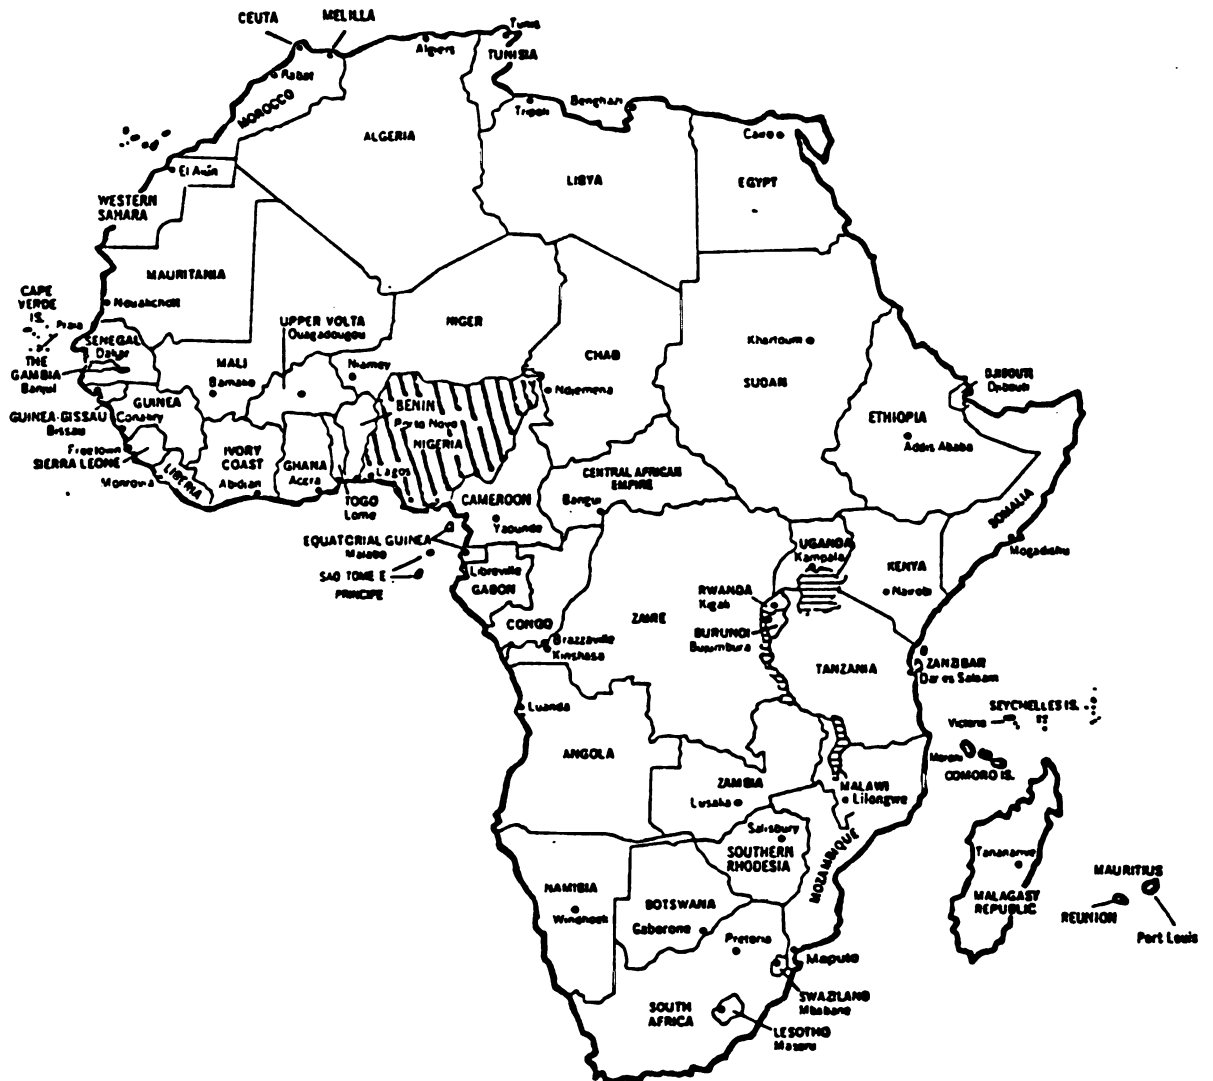 CEUTA
MELILLA
Tunis
Algiers
TUNISIA
Rabat
MOROCCO
Tripoli
Benghazi
Cairo
ALGERIA
LIBYA
EGYPT
El Aiun
WESTERN
SAHARA
MAURITANIA
Nouakchott
CAPE
VERDE
IS.
Praia
UPPER VOLTA
Ouagadougou
NIGER
CHAD
Khartoum
SUDAN
SENEGAL
Dakar
THE
GAMBIA
Banjul
MALI
Bamako
Niamey
Ndjemena
DJIBOUTI
Djibouti
GUINEA
GUINEA-BISSAU
Bissau
Conakry
BENIN
Porto Novo
NIGERIA
ETHIOPIA
Addis Ababa
Freetown
SIERRA LEONE
Monrovia
LIBERIA
IVORY
COAST
Abidjan
GHANA
Accra
Lagos
TOGO
Lome
CENTRAL AFRICAN
EMPIRE
Bangui
CAMEROON
Yaounde
SOMALIA
Mogadishu
EQUATORIAL GUINEA
Malabo
SAO TOME E
PRINCIPE
Libreville
GABON
UGANDA
Kampala
KENYA
Nairobi
CONGO
Brazzaville
Kinshasa
ZAIRE
RWANDA
Kigali
BURUNDI
Bujumbura
TANZANIA
ZANZIBAR
Dar es Salaam
Luanda
ANGOLA
SEYCHELLES IS.
Victoria
Moroni
COMORO IS.
ZAMBIA
Lusaka
MALAWI
Lilongwe
Salisbury
SOUTHERN
RHODESIA
MOZAMBIQUE
Tananarive
MALAGASY
REPUBLIC
MAURITIUS
REUNION
Port Louis
NAMIBIA
Windhoek
BOTSWANA
Gaborone
Pretoria
Maputo
SWAZILAND
Mbabane
SOUTH
AFRICA
LESOTHO
Maseru